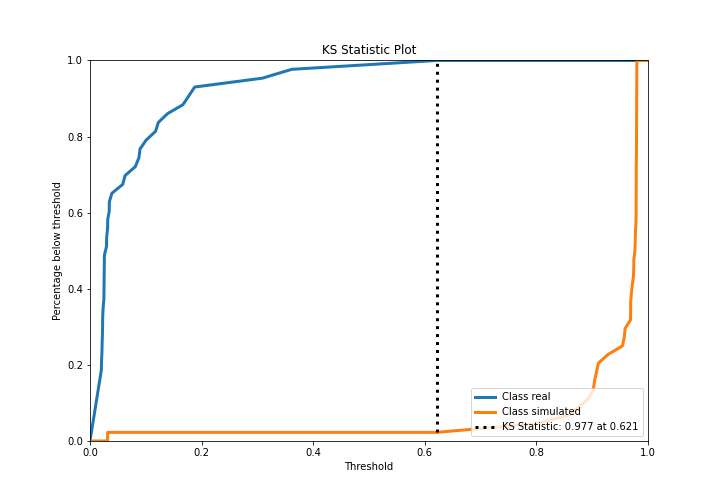 KS Statistic Plot
Percentage below threshold
1.0
0.8
0.6
0.4
0.2
0.0
Class real
Class simulated
KS Statistic: 0.977 at 0.621
0.0 0.2 0.4 0.6 0.8 1.0
Threshold